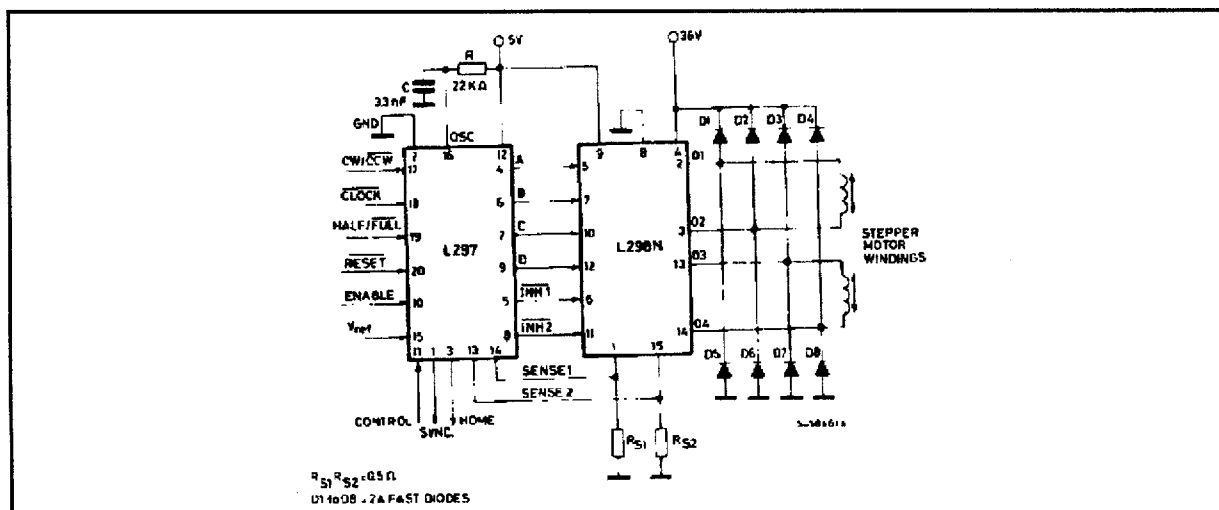 5V
36V
R
22KΩ
C
3.3nF
GND
OSC
D1 D2 D3 D4
2 16 12
9 8 4
CW/CCW 17
4 A 5
2 D1
CLOCK 18
6 B 7
HALF/FULL 19
L297
7 C 10
L298N
3 O2
STEPPER
MOTOR
WINDINGS
RESET 20
9 D 12
13 O3
ENABLE 10
5 INH1 6
Vref 15
8 INH2 11
14 O4
11 1 3 13 14
1 15
D5 D6 D7 D8
SENSE1
SENSE2
CONTROL
SYNC.
HOME
RS1
RS2
RS1 RS2 = 0.5 Ω
D1 to D8 = 2A FAST DIODES